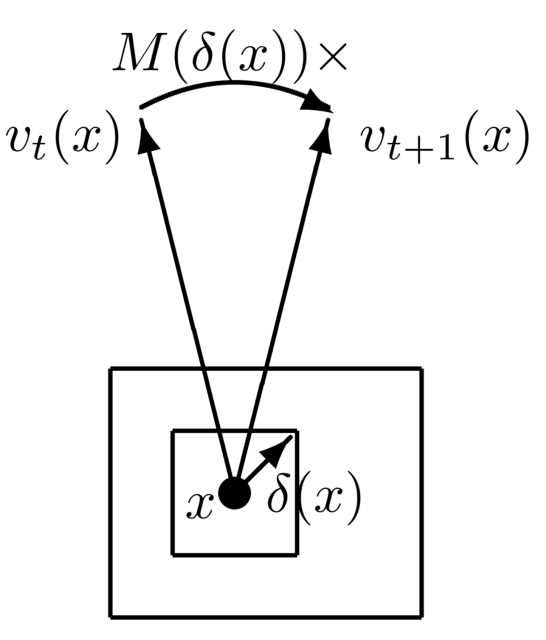 M(δ(x))×
v_t(x)
v_{t+1}(x)
x
δ(x)